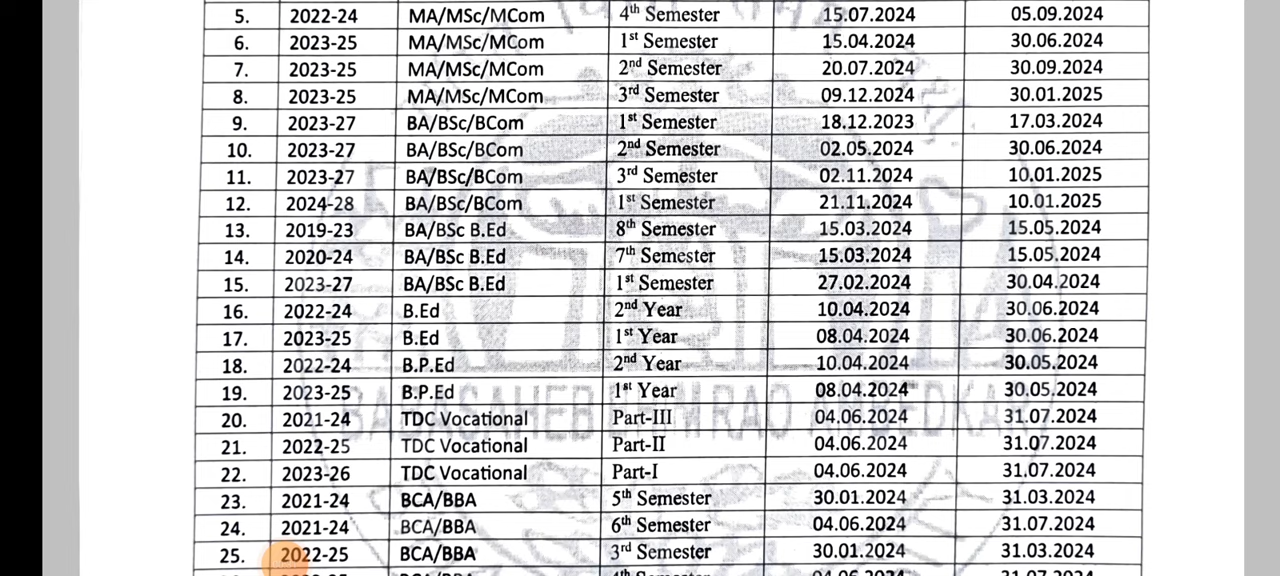 5. 2022-24 MA/MSc/MCom 4th Semester 15.07.2024 05.09.2024
6. 2023-25 MA/MSc/MCom 1st Semester 15.04.2024 30.06.2024
7. 2023-25 MA/MSc/MCom 2nd Semester 20.07.2024 30.09.2024
8. 2023-25 MA/MSc/MCom 3rd Semester 09.12.2024 30.01.2025
9. 2023-27 BA/BSc/BCom 1st Semester 18.12.2023 17.03.2024
10. 2023-27 BA/BSc/BCom 2nd Semester 02.05.2024 30.06.2024
11. 2023-27 BA/BSc/BCom 3rd Semester 02.11.2024 10.01.2025
12. 2024-28 BA/BSc/BCom 1st Semester 21.11.2024 10.01.2025
13. 2019-23 BA/BSc B.Ed 8th Semester 15.03.2024 15.05.2024
14. 2020-24 BA/BSc B.Ed 7th Semester 15.03.2024 15.05.2024
15. 2023-27 BA/BSc B.Ed 1st Semester 27.02.2024 30.04.2024
16. 2022-24 B.Ed 2nd Year 10.04.2024 30.06.2024
17. 2023-25 B.Ed 1st Year 08.04.2024 30.06.2024
18. 2022-24 B.P.Ed 2nd Year 10.04.2024 30.05.2024
19. 2023-25 B.P.Ed 1st Year 08.04.2024 30.05.2024
BABASAHEB BHIMRAO AMBEDKAR
20. 2021-24 TDC Vocational Part-III 04.06.2024 31.07.2024
21. 2022-25 TDC Vocational Part-II 04.06.2024 31.07.2024
22. 2023-26 TDC Vocational Part-I 04.06.2024 31.07.2024
23. 2021-24 BCA/BBA 5th Semester 30.01.2024 31.03.2024
24. 2021-24 BCA/BBA 6th Semester 04.06.2024 31.07.2024
25. 2022-25 BCA/BBA 3rd Semester 30.01.2024 31.03.2024
4th Semester 04.06.2024 31.07.2024